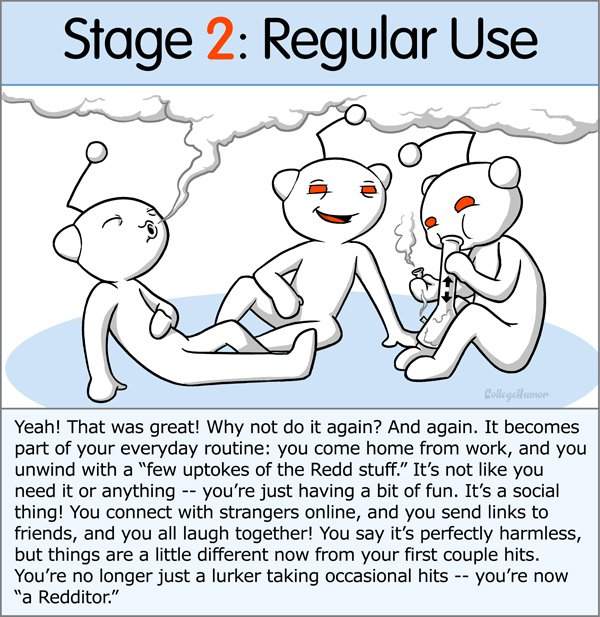 Stage 2: Regular Use
CollegeHumor
Yeah! That was great! Why not do it again? And again. It becomes
part of your everyday routine: you come home from work, and you
unwind with a “few uptokes of the Redd stuff.” It’s not like you
need it or anything -- you’re just having a bit of fun. It’s a social
thing! You connect with strangers online, and you send links to
friends, and you all laugh together! You say it’s perfectly harmless,
but things are a little different now from your first couple hits.
You’re no longer just a lurker taking occasional hits -- you’re now
“a Redditor.”